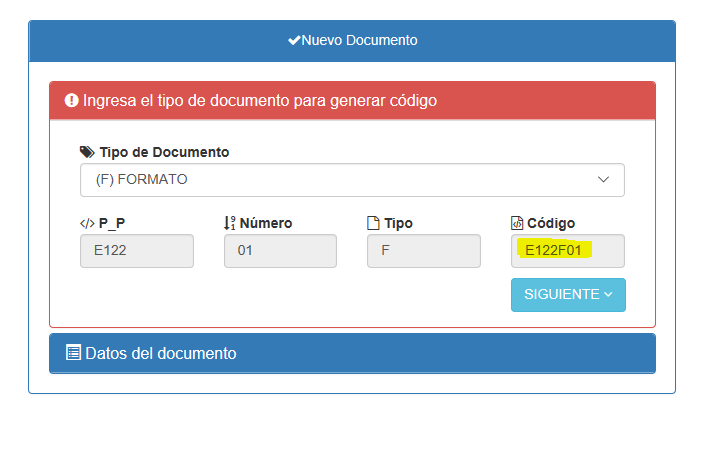 Nuevo Documento
Ingresa el tipo de documento para generar código
Tipo de Documento
(F) FORMATO
</> P_P Número Tipo Código
E122 01 F E122F01
SIGUIENTE
Datos del documento